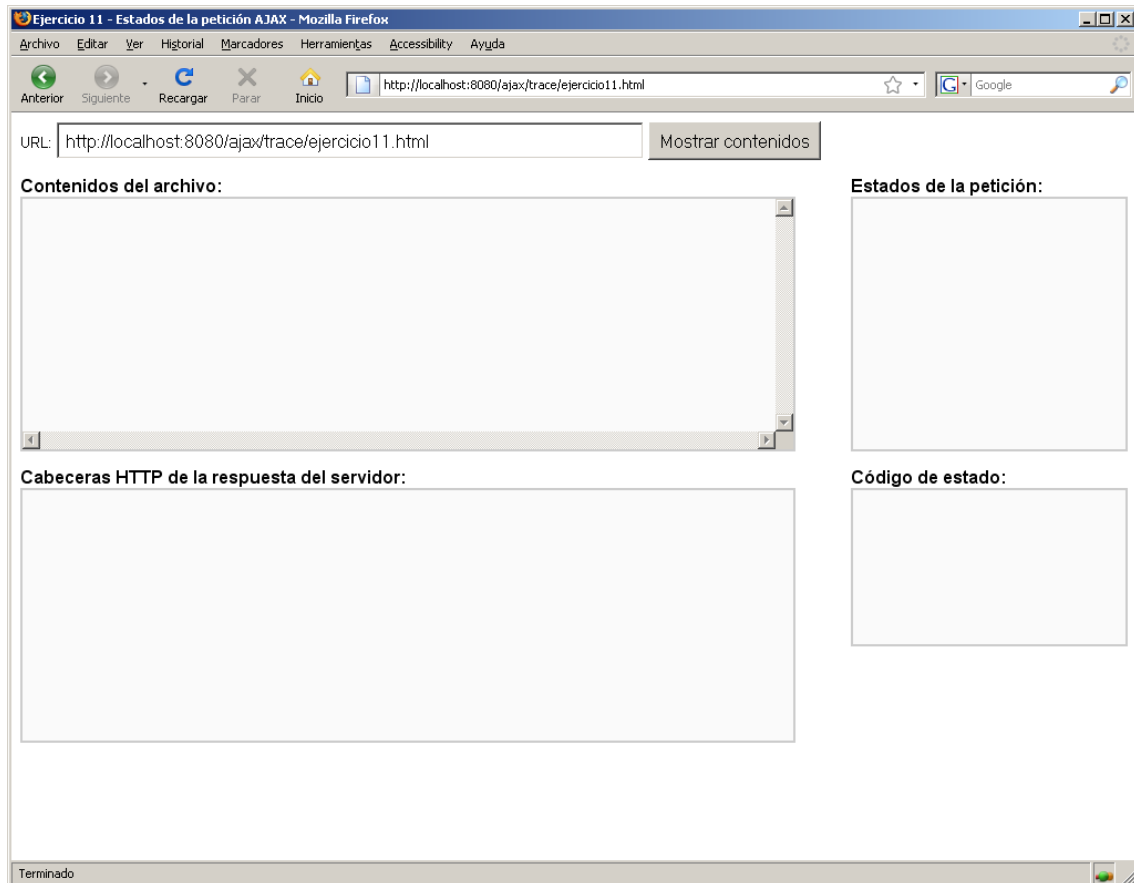 Ejercicio 11 - Estados de la petición AJAX - Mozilla Firefox
Archivo Editar Ver Historial Marcadores Herramientas Accessibility Ayuda
Anterior Siguiente Recargar Parar Inicio http://localhost:8080/ajax/trace/ejercicio11.html G Google
URL: http://localhost:8080/ajax/trace/ejercicio11.html Mostrar contenidos
Contenidos del archivo: Estados de la petición:
Cabeceras HTTP de la respuesta del servidor: Código de estado:
Terminado